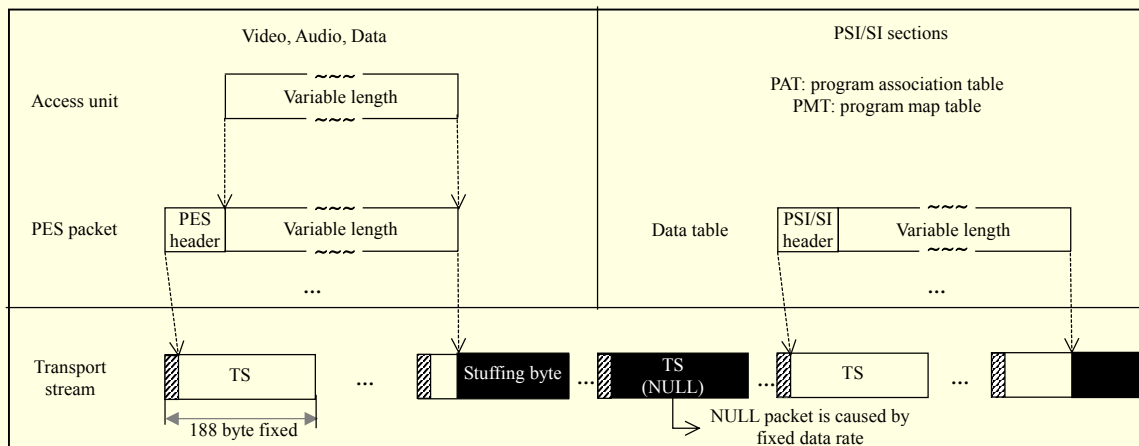 Video, Audio, Data
PSI/SI sections
Access unit
~~~
Variable length
~~~
PAT: program association table
PMT: program map table
PES packet
PES
header
~~~
Variable length
~~~
...
Data table
PSI/SI
header
~~~
Variable length
~~~
...
Transport
stream
TS
...
Stuffing byte
...
TS
(NULL)
...
TS
...
188 byte fixed
NULL packet is caused by
fixed data rate